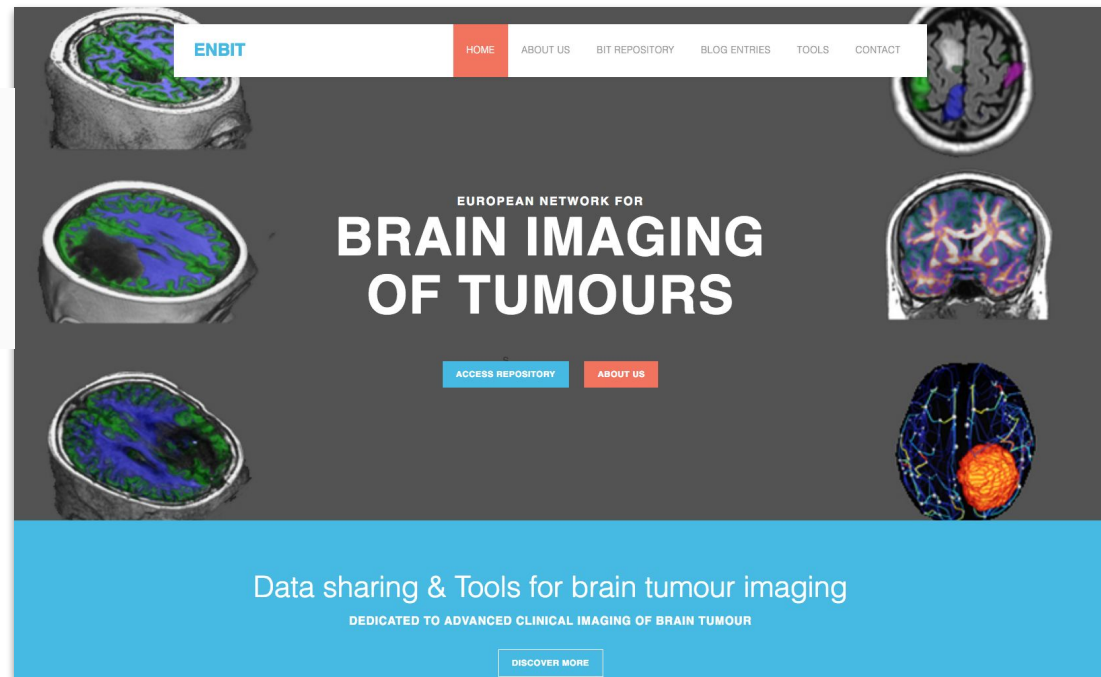 ENBIT
HOME
ABOUT US
BIT REPOSITORY
BLOG ENTRIES
TOOLS
CONTACT
EUROPEAN NETWORK FOR
BRAIN IMAGING
OF TUMOURS
ACCESS REPOSITORY
ABOUT US
Data sharing & Tools for brain tumour imaging
DEDICATED TO ADVANCED CLINICAL IMAGING OF BRAIN TUMOUR
DISCOVER MORE